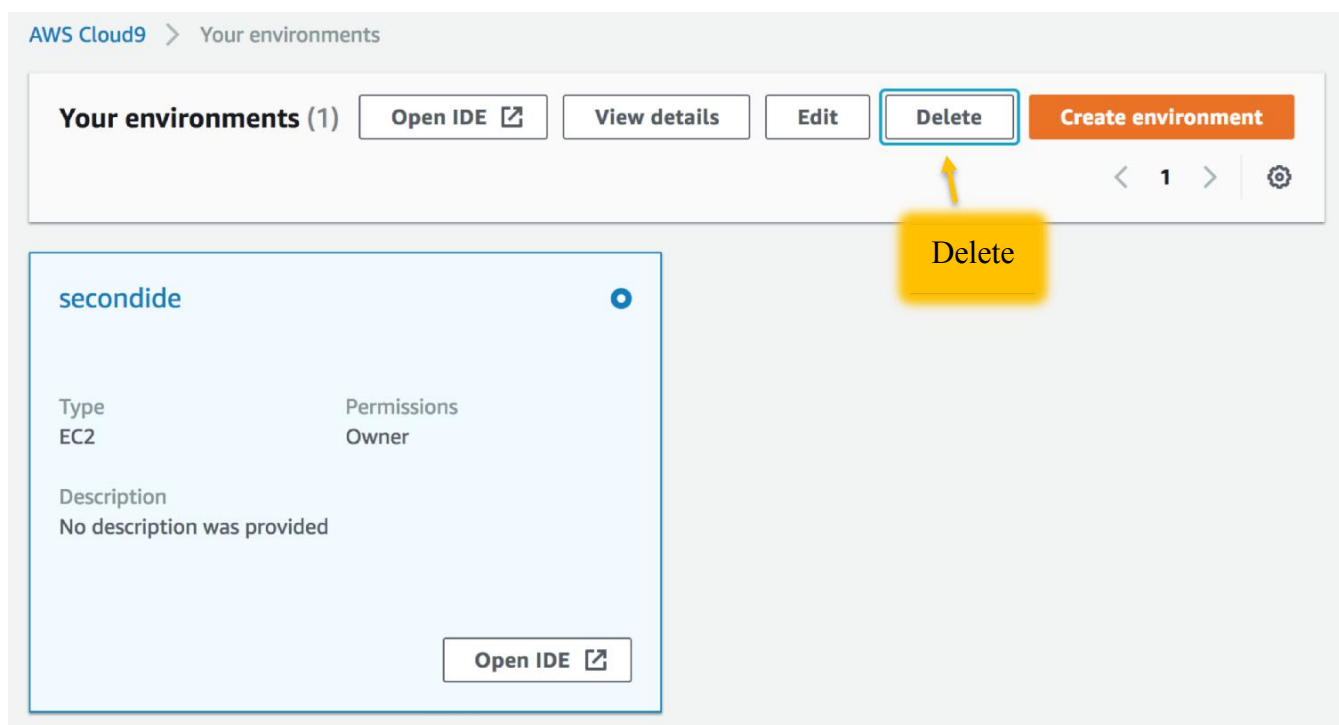 AWS Cloud9 > Your environments
Your environments (1) Open IDE View details Edit Delete Create environment
< 1 >
Delete
secondide
Type Permissions
EC2 Owner
Description
No description was provided
Open IDE